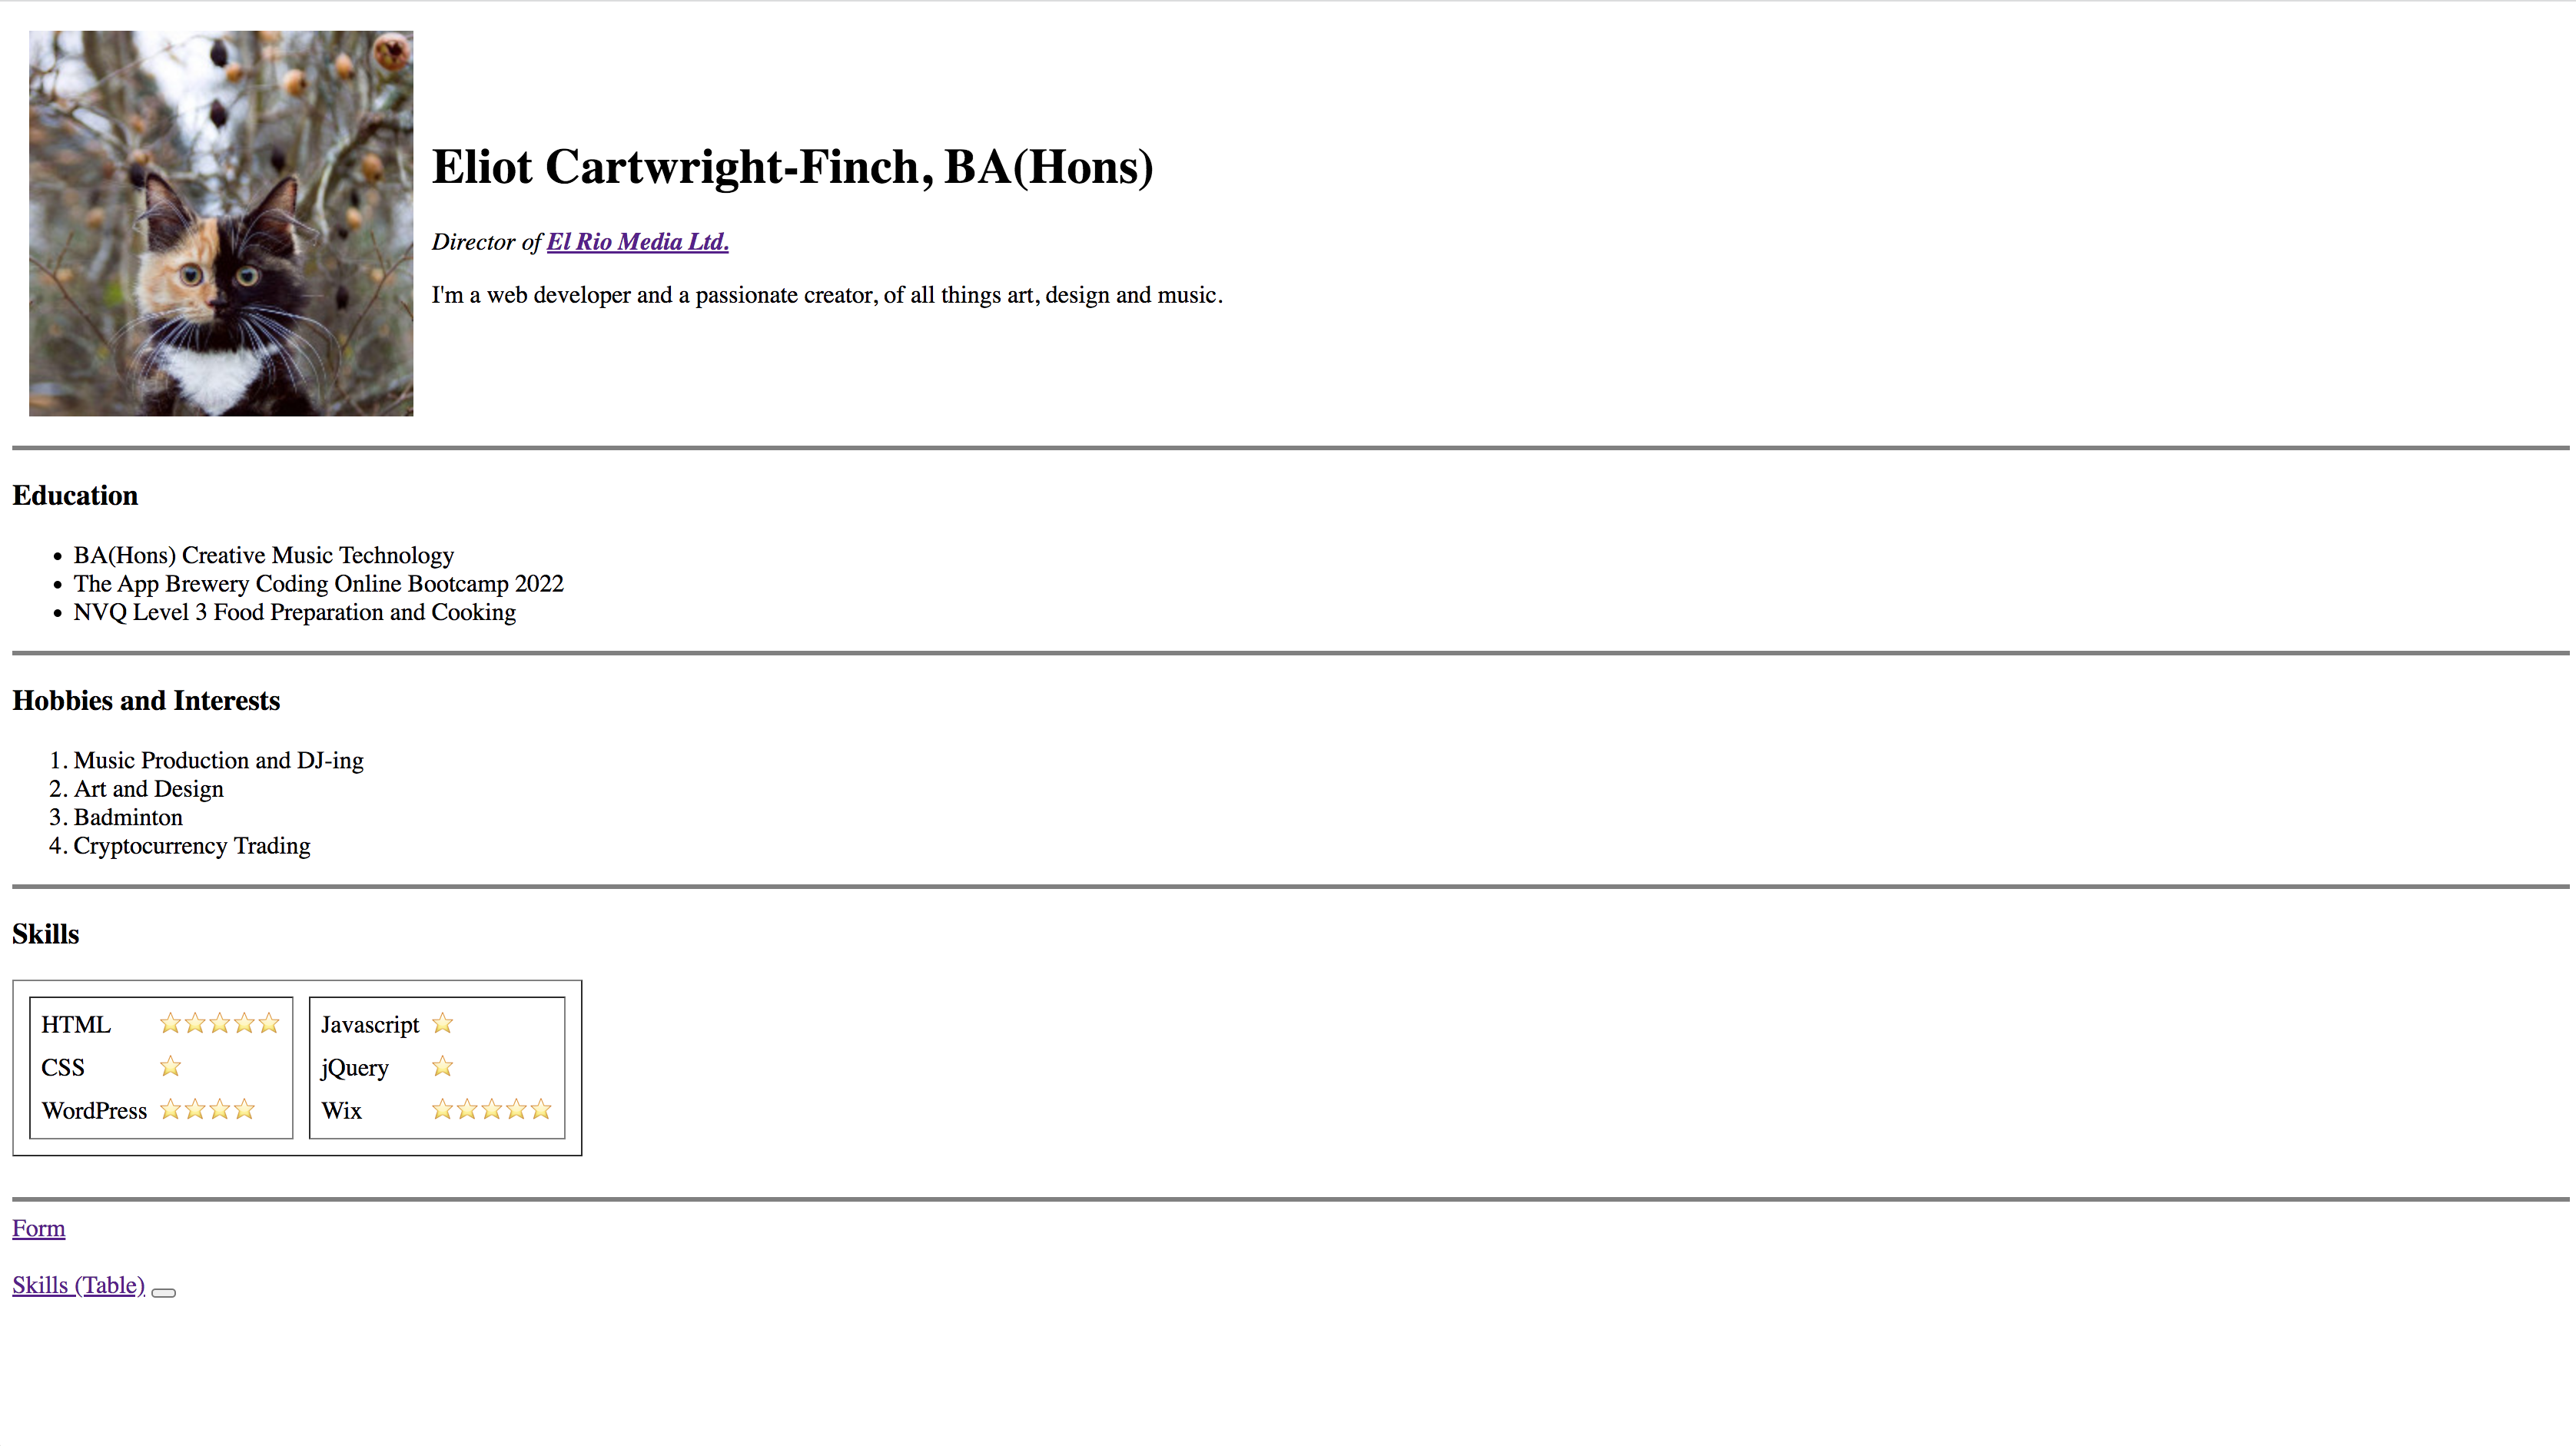 Eliot Cartwright-Finch, BA(Hons)
Director of El Rio Media Ltd.
I'm a web developer and a passionate creator, of all things art, design and music.
Education
• BA(Hons) Creative Music Technology
• The App Brewery Coding Online Bootcamp 2022
• NVQ Level 3 Food Preparation and Cooking
Hobbies and Interests
1. Music Production and DJ-ing
2. Art and Design
3. Badminton
4. Cryptocurrency Trading
Skills
HTML ⭐⭐⭐⭐⭐ Javascript ⭐
CSS ⭐ jQuery ⭐
WordPress ⭐⭐⭐⭐ Wix ⭐⭐⭐⭐⭐
Form
Skills (Table)